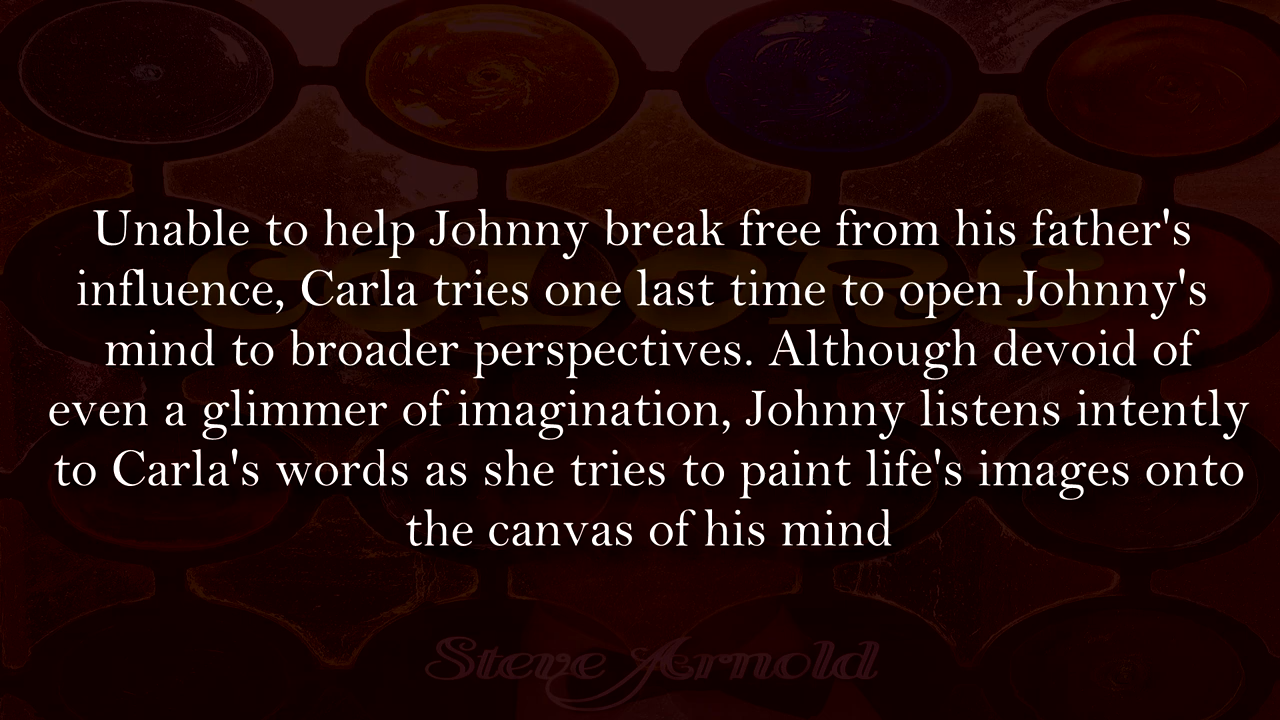 Unable to help Johnny break free from his father's
influence, Carla tries one last time to open Johnny's
mind to broader perspectives. Although devoid of
even a glimmer of imagination, Johnny listens intently
to Carla's words as she tries to paint life's images onto
the canvas of his mind
COLORS
Steve Arnold